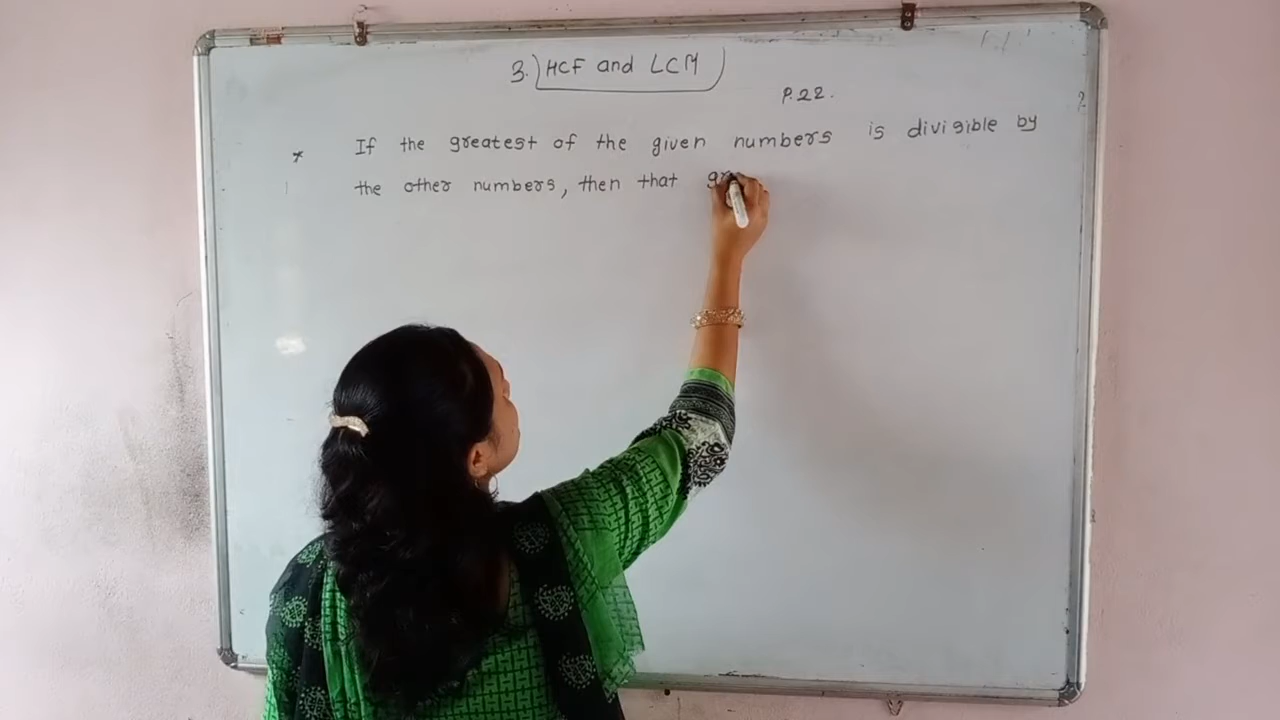 3. HCF and LCM
P.22.
* If the greatest of the given numbers is divisible by
the other numbers, then that gr